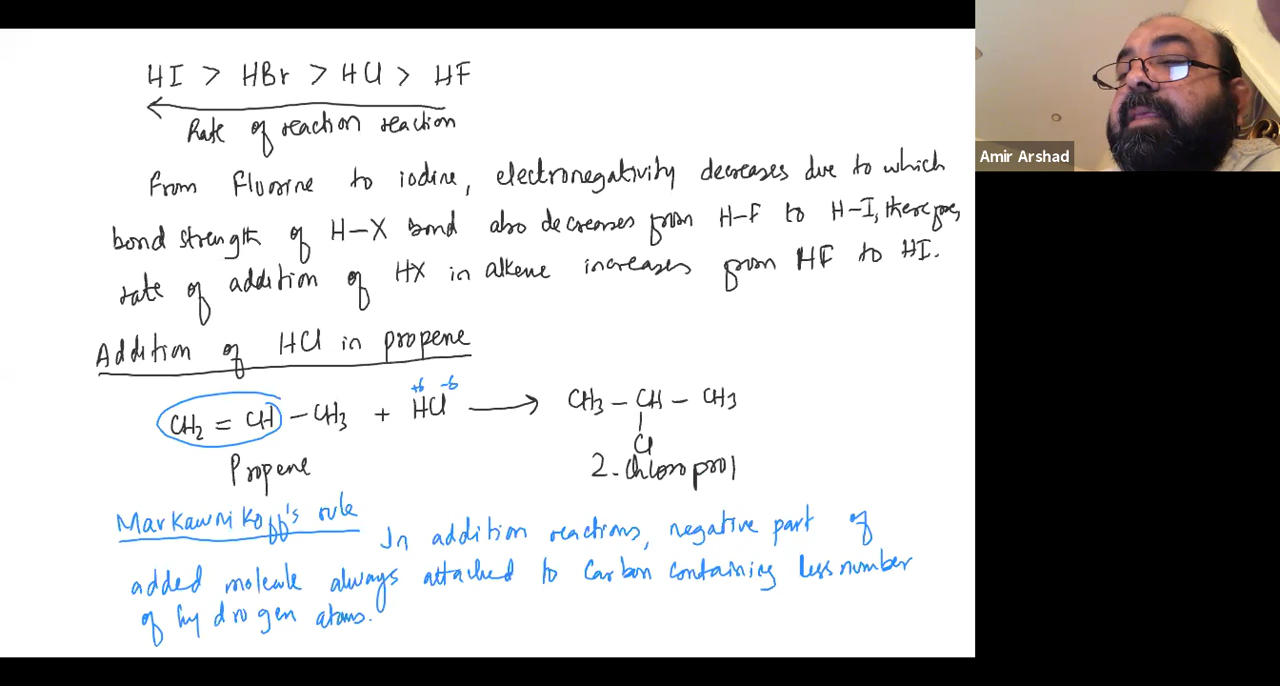 HI > HBr > HCl > HF
Rate of reaction reaction
Amir Arshad
From Fluorine to iodine, electronegativity decreases due to which
bond strength of H-X bond also decreases from H-F to H-I, therefore,
rate of addition of HX in alkene increases from HF to HI.
Addition of HCl in propene
+δ -δ
CH2 = CH - CH3 + HCl → CH3 - CH - CH3
Cl
Propene 2-Chloroprol
Markawnikoff's rule
In addition reactions, negative part of
added molecule always attached to carbon containing less number
of hydrogen atoms.